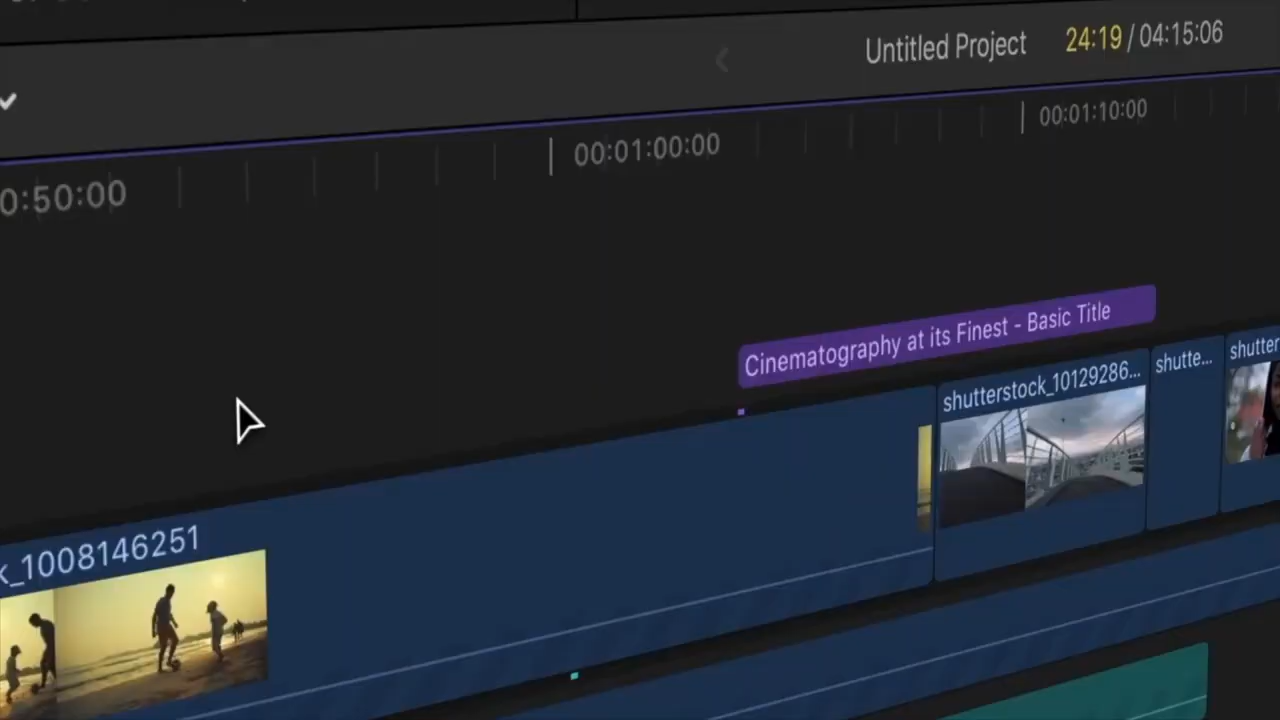 Untitled Project 24:19 / 04:15:06
0:50:00 00:01:00:00 00:01:10:00
Cinematography at its Finest - Basic Title
shutterstock_10129286... shutte... shutter
k_1008146251